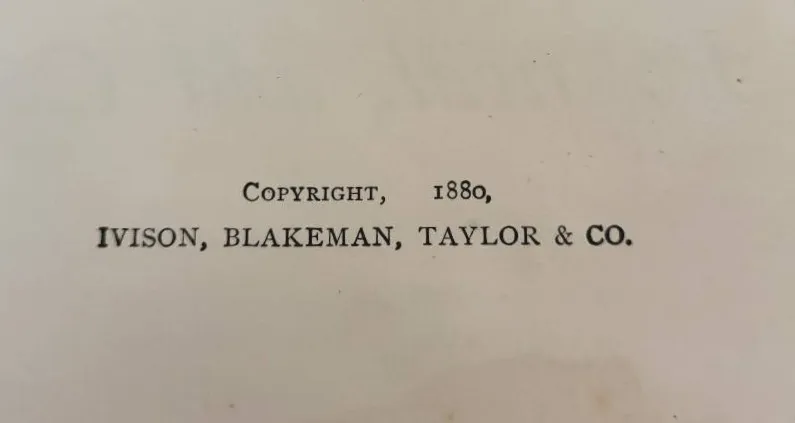 Copyright, 1880,
IVISON, BLAKEMAN, TAYLOR & CO.